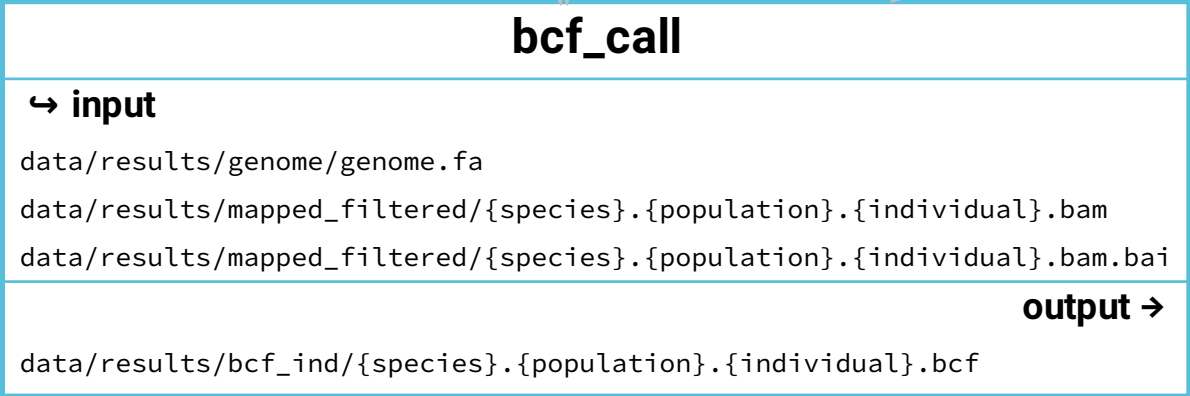 bcf_call
↪ input
data/results/genome/genome.fa
data/results/mapped_filtered/{species}.{population}.{individual}.bam
data/results/mapped_filtered/{species}.{population}.{individual}.bam.bai
output →
data/results/bcf_ind/{species}.{population}.{individual}.bcf